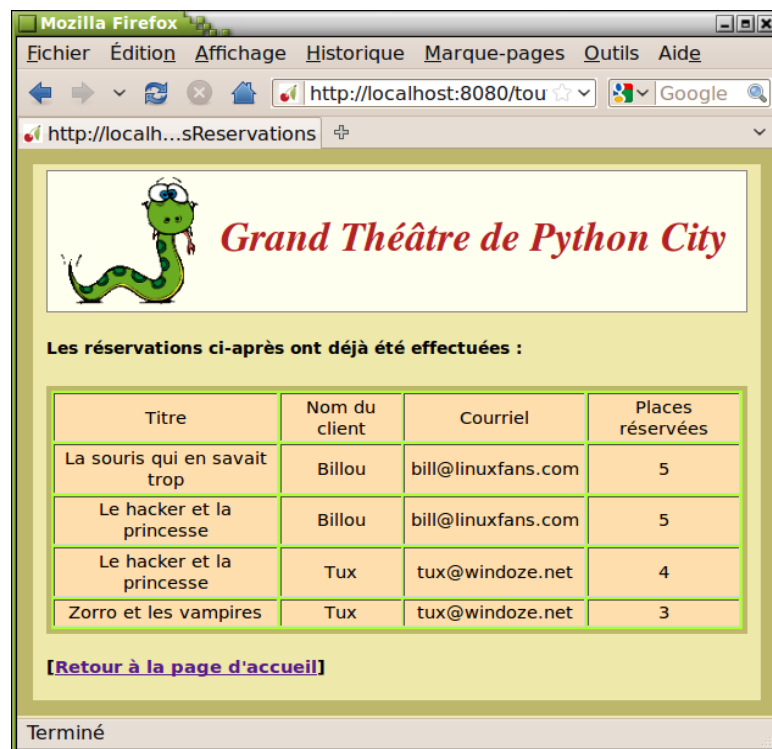 Mozilla Firefox
Fichier Édition Affichage Historique Marque-pages Outils Aide
http://localhost:8080/tou Google
http://localh...sReservations
Grand Théâtre de Python City
Les réservations ci-après ont déjà été effectuées :
Titre Nom du client Courriel Places réservées
La souris qui en savait trop Billou bill@linuxfans.com 5
Le hacker et la princesse Billou bill@linuxfans.com 5
Le hacker et la princesse Tux tux@windoze.net 4
Zorro et les vampires Tux tux@windoze.net 3
[Retour à la page d'accueil]
Terminé